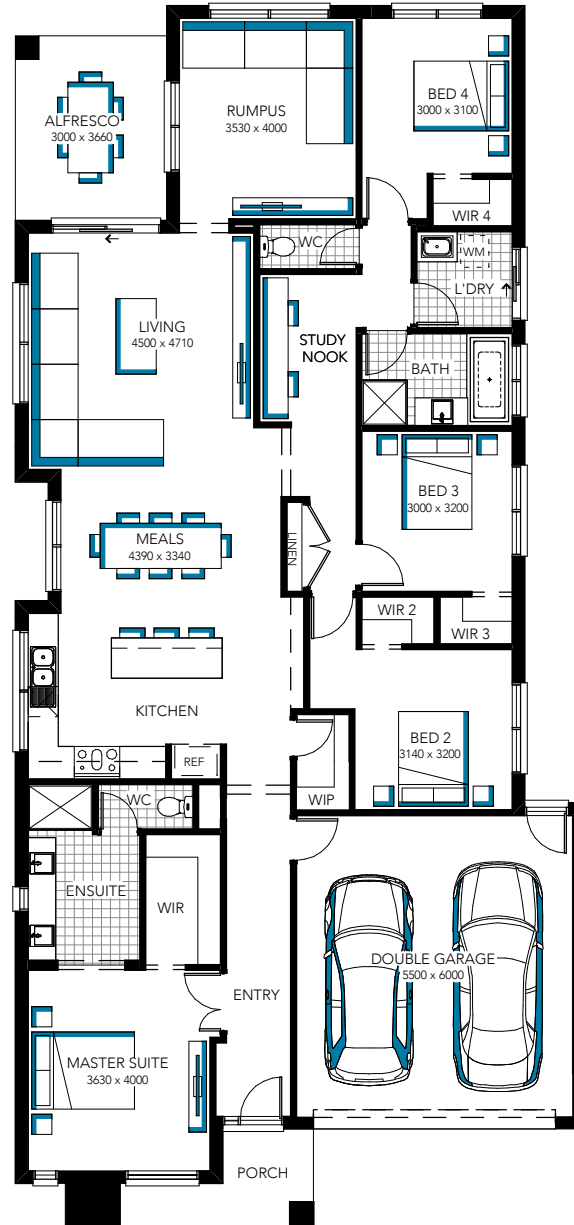 ALFRESCO
3000 x 3660
RUMPUS
3530 x 4000
BED 4
3000 x 3100
WIR 4
WC
WM
L'DRY
LIVING
4500 x 4710
STUDY
NOOK
BATH
BED 3
3000 x 3200
MEALS
4390 x 3340
LINEN
WIR 2
WIR 3
KITCHEN
BED 2
3140 x 3200
REF
WIP
WC
ENSUITE
WIR
DOUBLE GARAGE
5500 x 6000
ENTRY
MASTER SUITE
3630 x 4000
PORCH